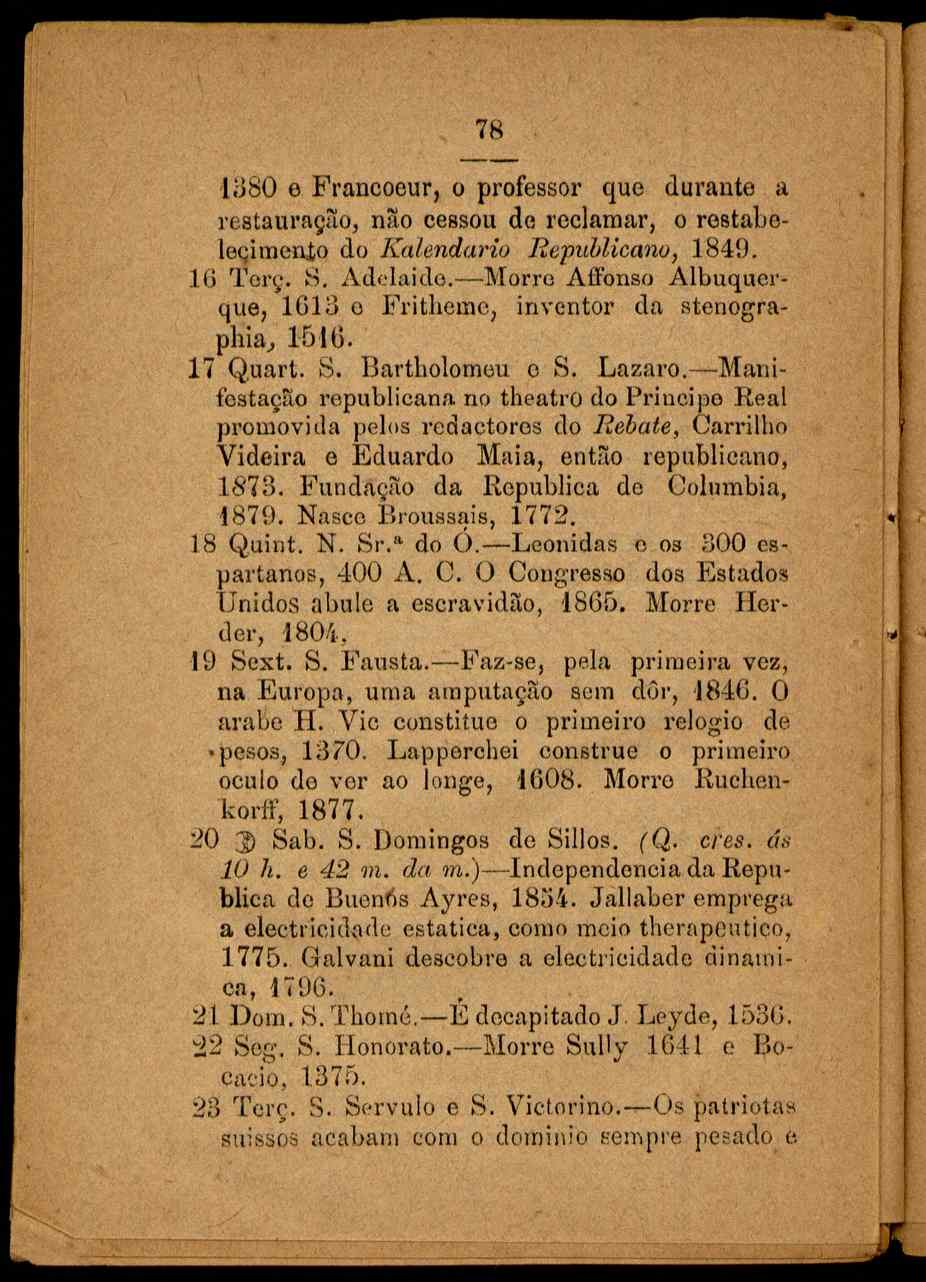 78
1380 e Francoeur, o professor que durante a
restauração, não cessou de reclamar, o restabe-
leçimento do Kalendario Republicano, 1849.
16 Terç. S. Adelaide.—Morre Affonso Albuquer-
que, 1613 e Fritheme, inventor da stenogra-
phia, 1516.
17 Quart. S. Bartholomeu e S. Lazaro.—Mani-
festação republicana no theatro do Principe Real
promovida pelos redactores do Rebate, Carrilho
Videira e Eduardo Maia, então republicano,
1873. Fundação da Republica de Columbia,
1879. Nasce Broussais, 1772.
18 Quint. N. Sr.ª do Ó.—Leonidas e os 300 es-
partanos, 400 A. C. O Congresso dos Estados
Unidos abule a escravidão, 1865. Morre Her-
der, 1804.
19 Sext. S. Fausta.—Faz-se, pela primeira vez,
na Europa, uma amputação sem dôr, 1846. O
arabe H. Vic constitue o primeiro relogio de
pesos, 1370. Lapperchei construe o primeiro
oculo de ver ao longe, 1608. Morre Ruchen-
korff, 1877.
20 Sab. S. Domingos de Sillos. (Q. cres. ás
10 h. e 42 m. da m.)—Independencia da Repu-
blica de Buenos Ayres, 1854. Jallaber emprega
a electricidade estatica, como meio therapeutico,
1775. Galvani descobre a electricidade dinami-
ca, 1796.
21 Dom. S. Thomé.—É decapitado J. Leyde, 1536.
22 Seg. S. Honorato.—Morre Sully 1641 e Bo-
cacio, 1375.
23 Terç. S. Servulo e S. Victorino.—Os patriotas
suissos acabam com o dominio sempre pesado e